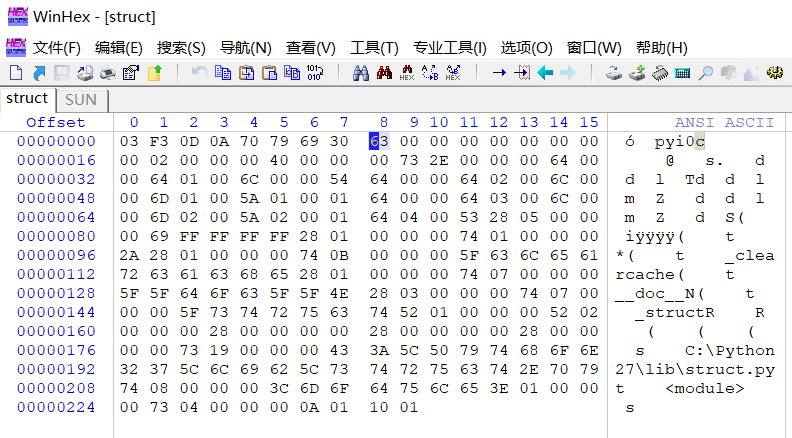 WinHex - [struct]
文件(F) 编辑(E) 搜索(S) 导航(N) 查看(V) 工具(T) 专业工具(I) 选项(O) 窗口(W) 帮助(H)
struct SUN
Offset 0 1 2 3 4 5 6 7 8 9 10 11 12 13 14 15 ANSI ASCII
00000000 03 F3 0D 0A 70 79 69 30 63 00 00 00 00 00 00 00 ó pyi0c
00000016 00 02 00 00 00 40 00 00 00 73 2E 00 00 00 64 00 @ s. d
00000032 00 64 01 00 6C 00 00 54 64 00 00 64 02 00 6C 00 d l Td d l
00000048 00 6D 01 00 5A 01 00 01 64 00 00 64 03 00 6C 00 m Z d d l
00000064 00 6D 02 00 5A 02 00 01 64 04 00 53 28 05 00 00 m Z d S(
00000080 00 69 FF FF FF FF 28 01 00 00 00 74 01 00 00 00 iÿÿÿÿ( t
00000096 2A 28 01 00 00 00 74 0B 00 00 00 5F 63 6C 65 61 *( t _clea
00000112 72 63 61 63 68 65 28 01 00 00 00 74 07 00 00 00 rcache( t
00000128 5F 5F 64 6F 63 5F 5F 4E 28 03 00 00 00 74 07 00 __doc__N( t
00000144 00 00 5F 73 74 72 75 63 74 52 01 00 00 00 52 02 _structR R
00000160 00 00 00 28 00 00 00 00 28 00 00 00 00 28 00 00 ( ( (
00000176 00 00 73 19 00 00 00 43 3A 5C 50 79 74 68 6F 6E s C:\Python
00000192 32 37 5C 6C 69 62 5C 73 74 72 75 63 74 2E 70 79 27\lib\struct.py
00000208 74 08 00 00 00 3C 6D 6F 64 75 6C 65 3E 01 00 00 t <module>
00000224 00 73 04 00 00 00 0A 01 10 01 s